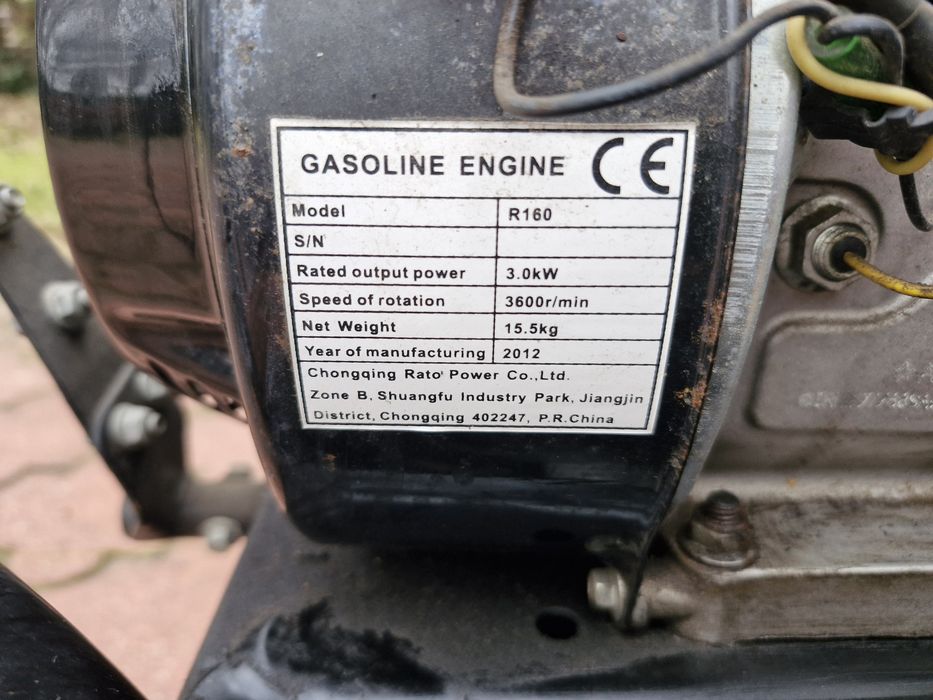 GASOLINE ENGINE CE
Model R160
S/N
Rated output power 3.0kW
Speed of rotation 3600r/min
Net Weight 15.5kg
Year of manufacturing 2012
Chongqing Rato Power Co.,Ltd.
Zone B, Shuangfu Industry Park, Jiangjin
District, Chongqing 402247, P.R.China